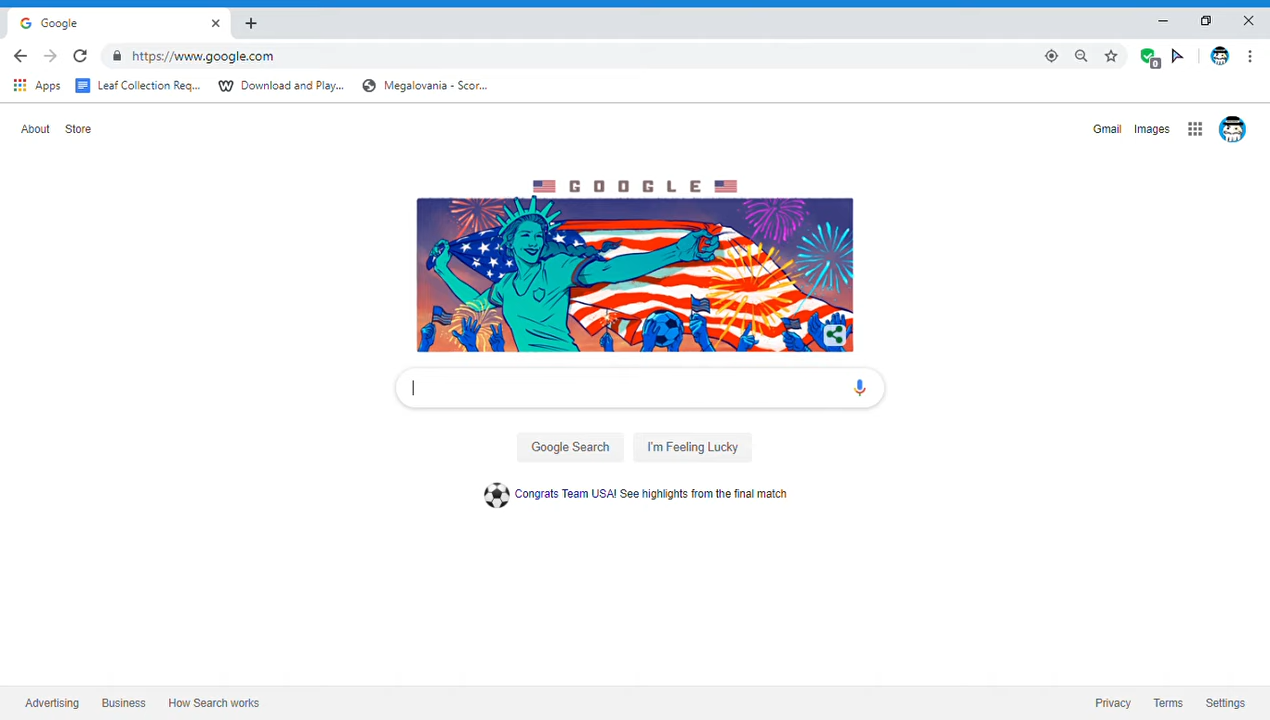 Google
https://www.google.com
0
Apps
Leaf Collection Req...
Download and Play...
Megalovania - Scor...
About
Store
Gmail
Images
GOOGLE
Google Search
I'm Feeling Lucky
Congrats Team USA! See highlights from the final match
Advertising
Business
How Search works
Privacy
Terms
Settings